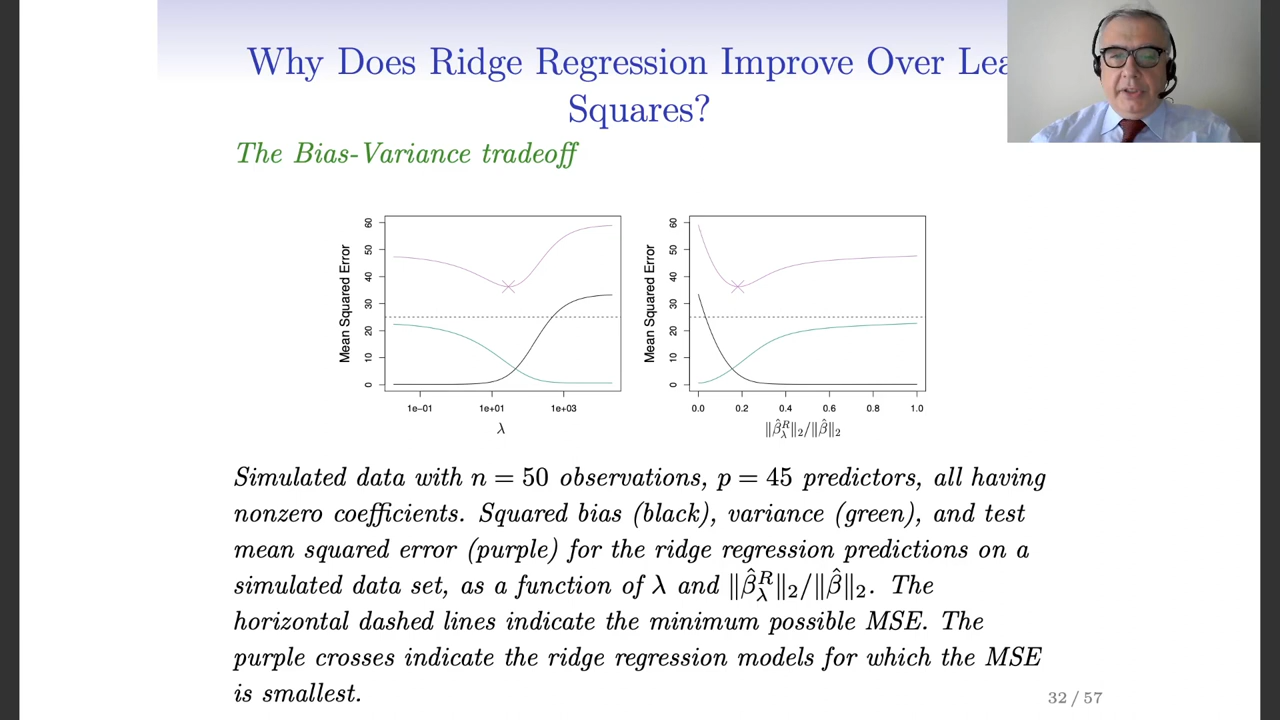 Why Does Ridge Regression Improve Over
Squares?
The Bias-Variance tradeoff
Mean Squared Error
0 10 20 30 40 50 60
1e−01 1e+01 1e+03
λ
Mean Squared Error
0 10 20 30 40 50 60
0.0 0.2 0.4 0.6 0.8 1.0
‖β̂λᴿ‖₂/‖β̂‖₂
Simulated data with n = 50 observations, p = 45 predictors, all having
nonzero coefficients. Squared bias (black), variance (green), and test
mean squared error (purple) for the ridge regression predictions on a
simulated data set, as a function of λ and ‖β̂λᴿ‖₂/‖β̂‖₂. The
horizontal dashed lines indicate the minimum possible MSE. The
purple crosses indicate the ridge regression models for which the MSE
is smallest.
32 / 57